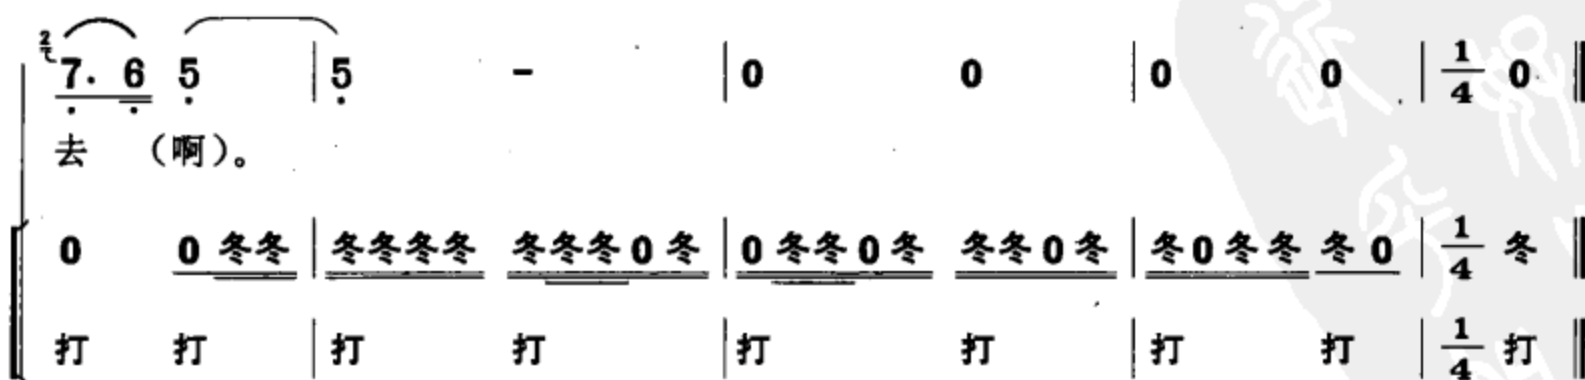 2 7. 6 5 | 5 - | 0 0 | 0 0 | 1/4 0
去 （啊）。
0 0 冬冬 | 冬冬冬冬 冬冬冬0冬 | 0冬冬0冬 冬冬0冬 | 冬0冬冬 冬0 | 1/4 冬
打 打 | 打 打 | 打 打 | 打 打 | 1/4 打